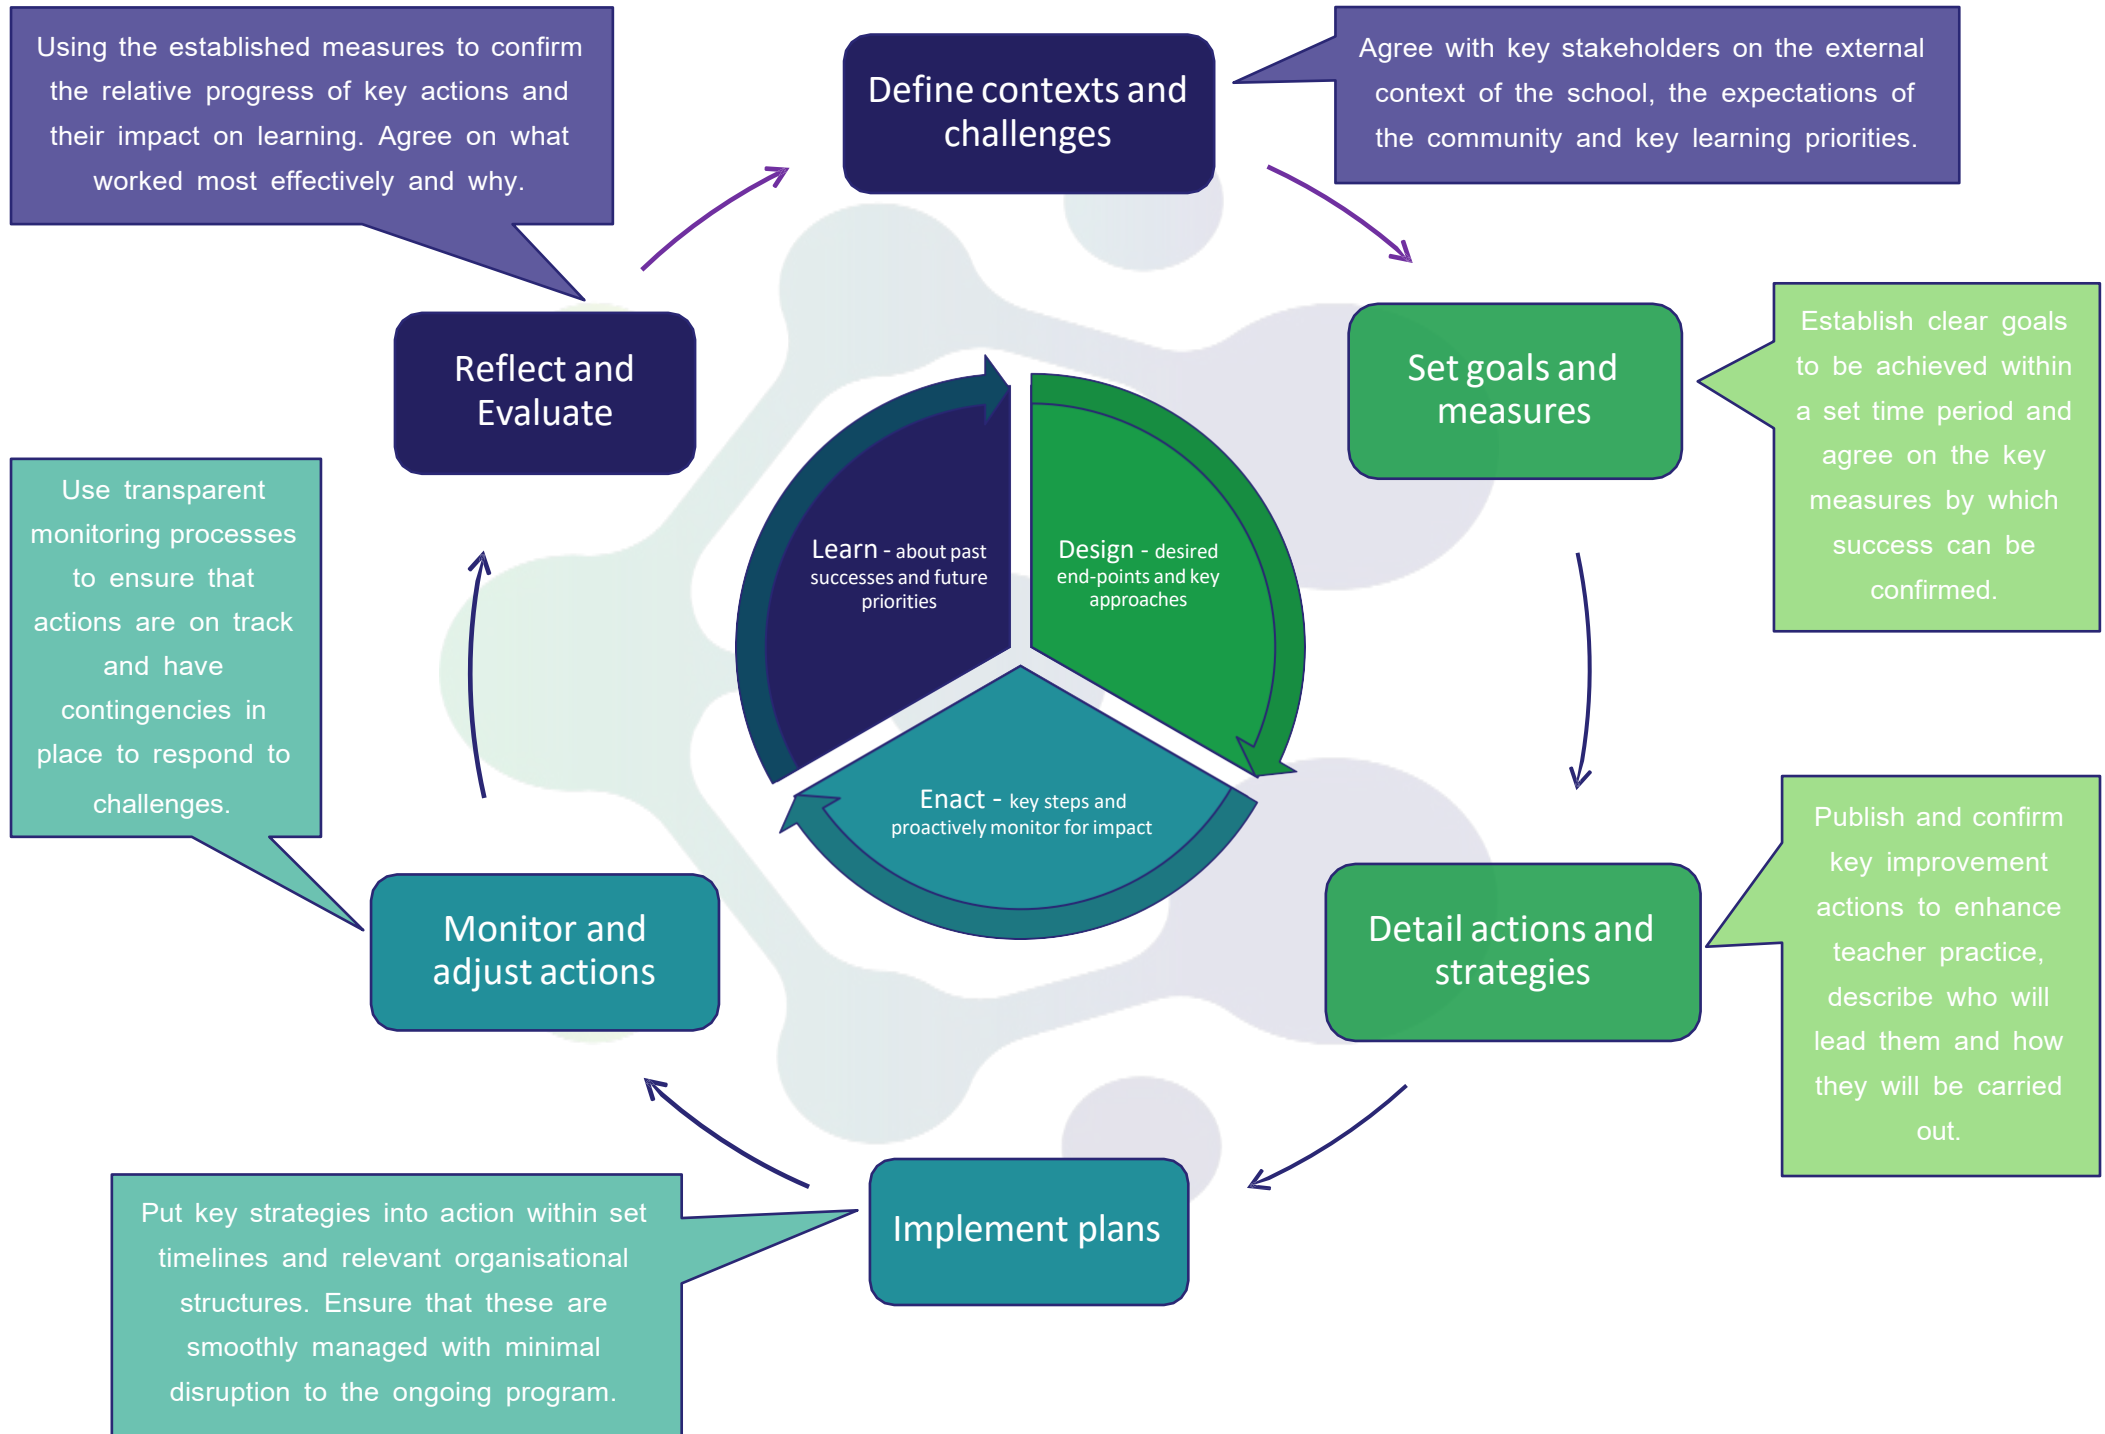 Using the established measures to confirm
the relative progress of key actions and
their impact on learning. Agree on what
worked most effectively and why.
Define contexts and
challenges
Agree with key stakeholders on the external
context of the school, the expectations of
the community and key learning priorities.
Reflect and
Evaluate
Set goals and
measures
Establish clear goals
to be achieved within
a set time period and
agree on the key
measures by which
success can be
confirmed.
Use transparent
monitoring processes
to ensure that
actions are on track
and have
contingencies in
place to respond to
challenges.
Learn - about past
successes and future
priorities
Design - desired
end-points and key
approaches
Enact - key steps and
proactively monitor for impact
Monitor and
adjust actions
Detail actions and
strategies
Publish and confirm
key improvement
actions to enhance
teacher practice,
describe who will
lead them and how
they will be carried
out.
Put key strategies into action within set
timelines and relevant organisational
structures. Ensure that these are
smoothly managed with minimal
disruption to the ongoing program.
Implement plans